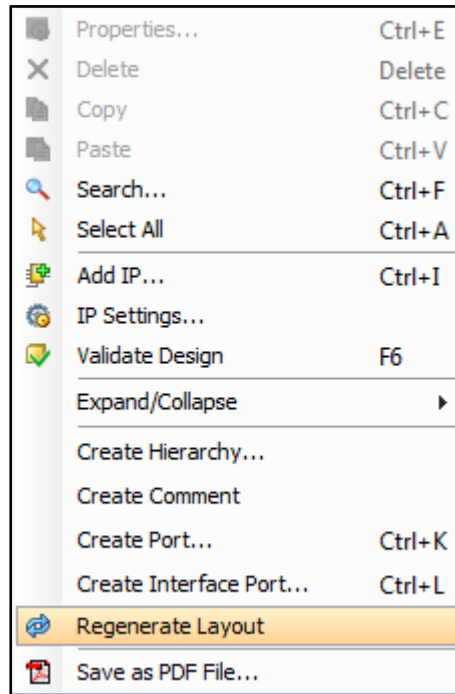 Properties... Ctrl+E
Delete Delete
Copy Ctrl+C
Paste Ctrl+V
Search... Ctrl+F
Select All Ctrl+A
Add IP... Ctrl+I
IP Settings...
Validate Design F6
Expand/Collapse
Create Hierarchy...
Create Comment
Create Port... Ctrl+K
Create Interface Port... Ctrl+L
Regenerate Layout
Save as PDF File...